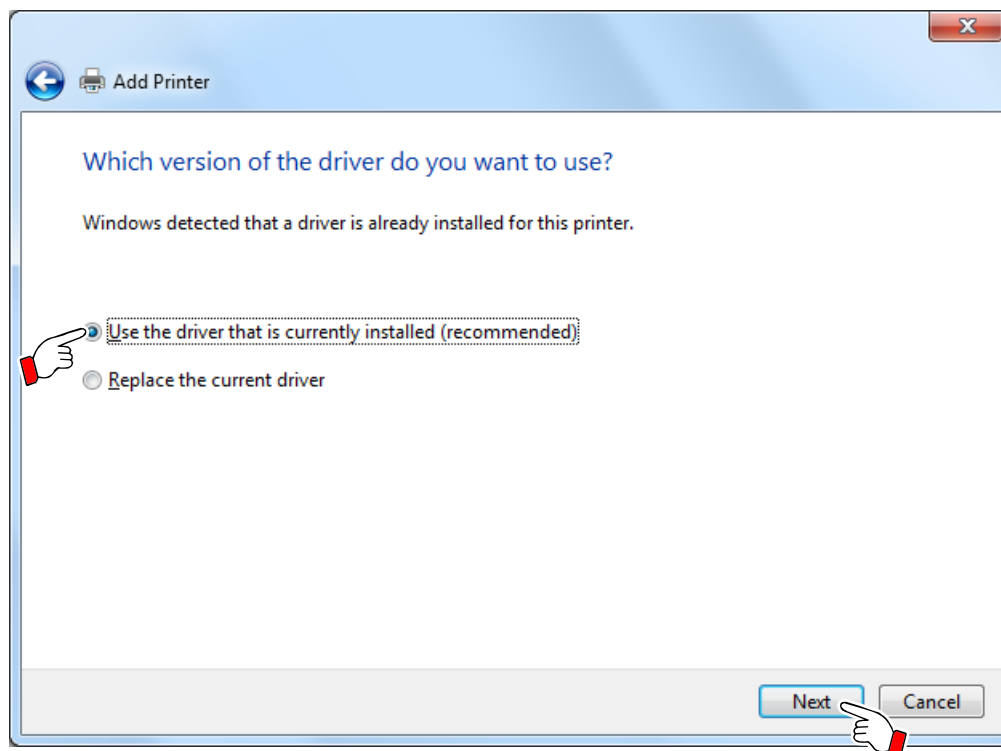 Add Printer
Which version of the driver do you want to use?
Windows detected that a driver is already installed for this printer.
Use the driver that is currently installed (recommended)
Replace the current driver
Next
Cancel